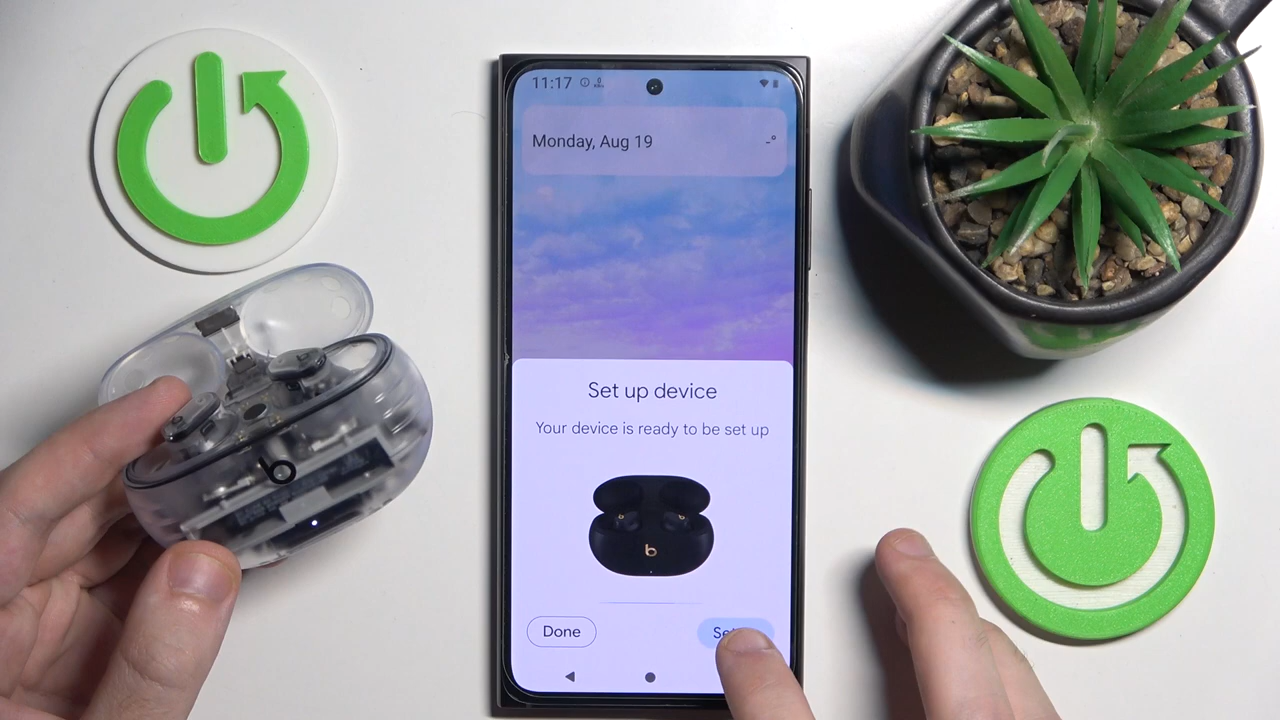 11:17
Monday, Aug 19
-°
Set up device
Your device is ready to be set up
b
b
Done